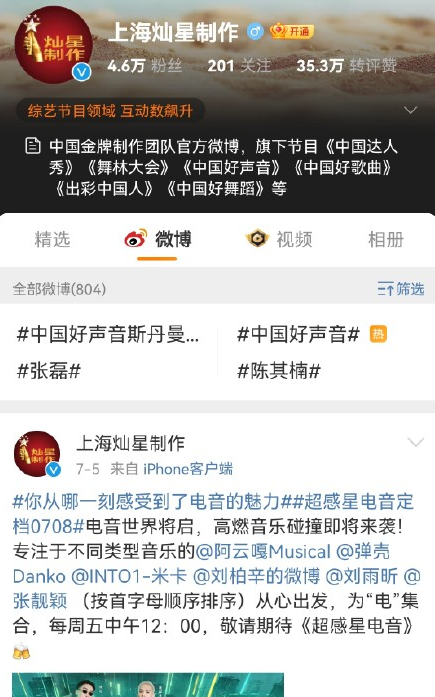 灿星
制作
上海灿星制作
开通
4.6万 粉丝 201 关注 35.3万 转评赞
综艺节目领域 互动数飙升
中国金牌制作团队官方微博，旗下节目《中国达人
秀》《舞林大会》《中国好声音》《中国好歌曲》
《出彩中国人》《中国好舞蹈》等
精选 微博 视频 相册
全部微博(804) 筛选
#中国好声音斯丹曼... #中国好声音# 热
#张磊# #陈其楠#
灿星
制作
上海灿星制作
7-5 来自 iPhone客户端
#你从哪一刻感受到了电音的魅力##超感星电音定
档0708#电音世界将启，高燃音乐碰撞即将来袭！
专注于不同类型音乐的@阿云嘎Musical @弹壳
Danko @INTO1-米卡 @刘柏辛的微博 @刘雨昕 @
张靓颖 （按首字母顺序排序）从心出发，为“电”集
合，每周五中午12：00，敬请期待《超感星电音》